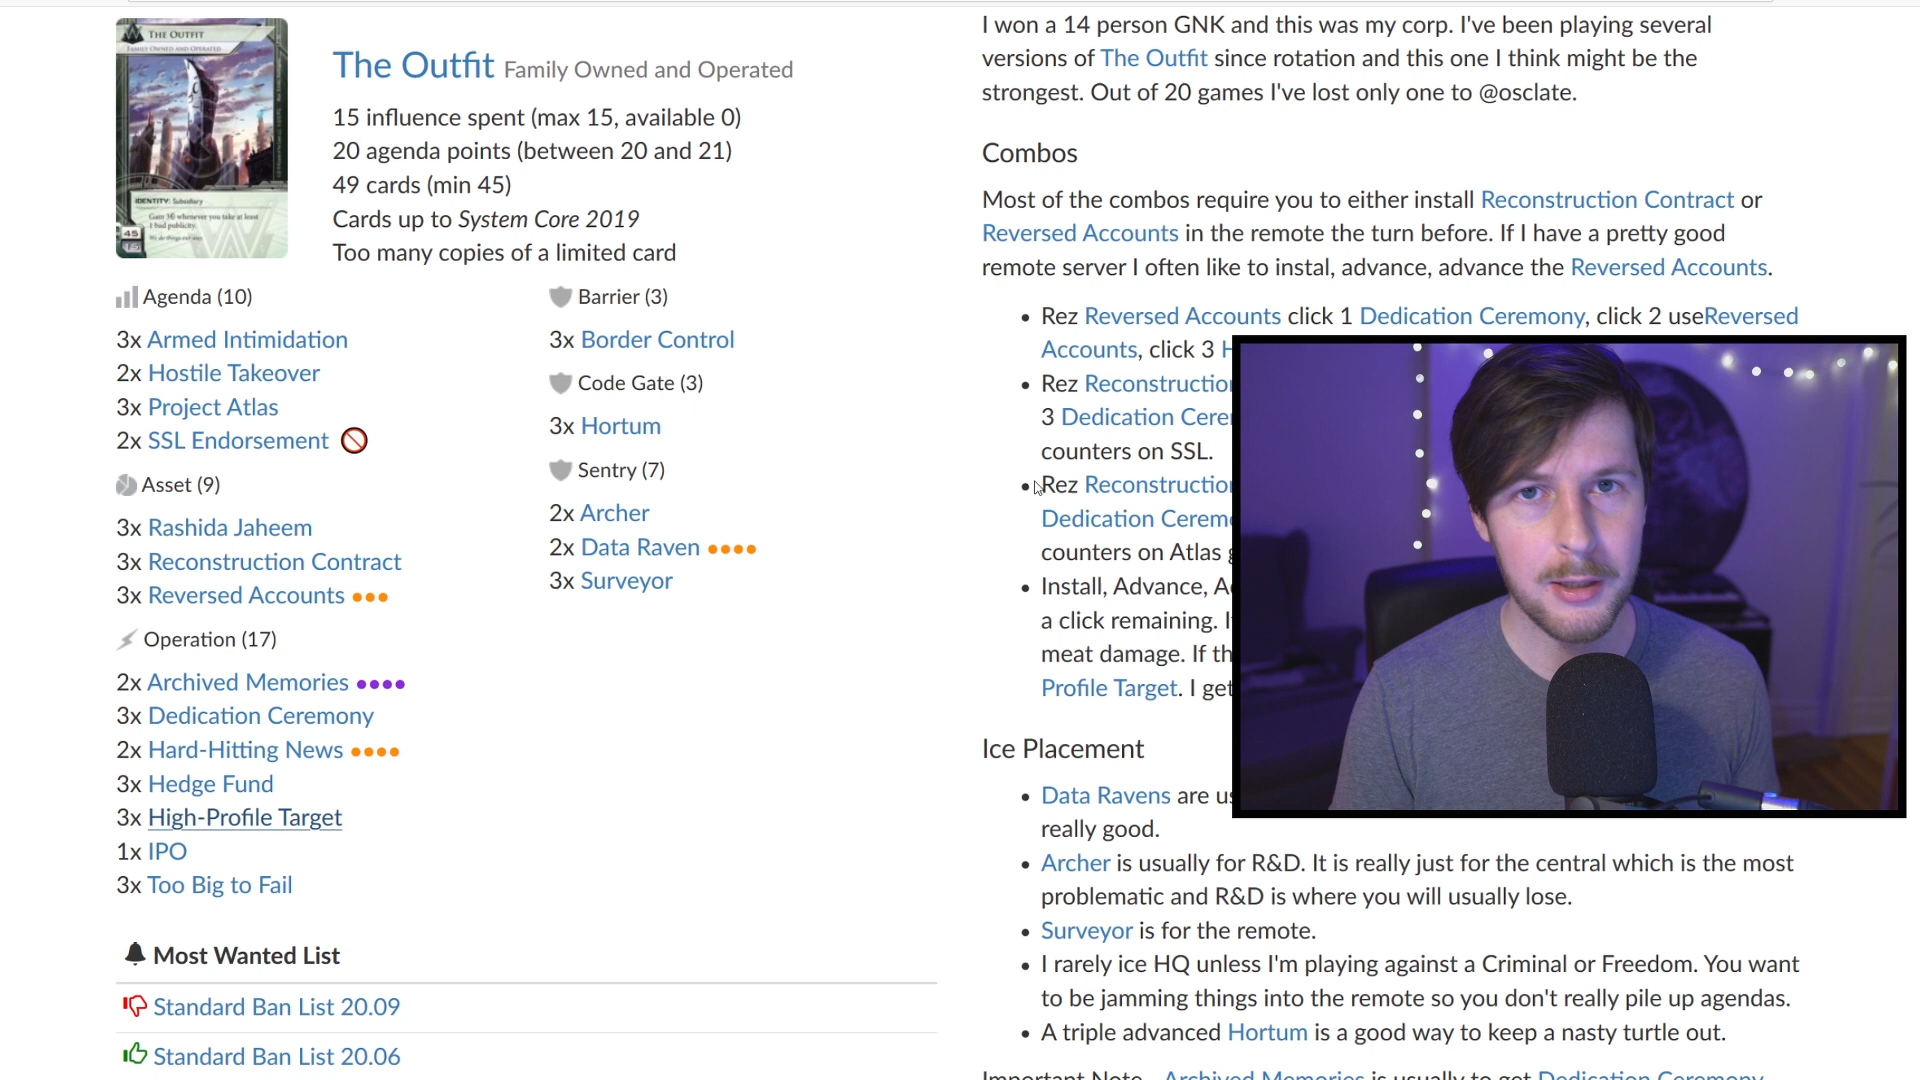 THE OUTFIT
FAMILY OWNED AND OPERATED
IDENTITY: Subsidiary
Gain 3 whenever you take at least
1 bad publicity.
We do things our way.
45
15
The Outfit Family Owned and Operated
15 influence spent (max 15, available 0)
20 agenda points (between 20 and 21)
49 cards (min 45)
Cards up to System Core 2019
Too many copies of a limited card
Agenda (10)
3x Armed Intimidation
2x Hostile Takeover
3x Project Atlas
2x SSL Endorsement
Asset (9)
3x Rashida Jaheem
3x Reconstruction Contract
3x Reversed Accounts
Operation (17)
2x Archived Memories
3x Dedication Ceremony
2x Hard-Hitting News
3x Hedge Fund
3x High-Profile Target
1x IPO
3x Too Big to Fail
Barrier (3)
3x Border Control
Code Gate (3)
3x Hortum
Sentry (7)
2x Archer
2x Data Raven
3x Surveyor
Most Wanted List
Standard Ban List 20.09
Standard Ban List 20.06
I won a 14 person GNK and this was my corp. I've been playing several
versions of The Outfit since rotation and this one I think might be the
strongest. Out of 20 games I've lost only one to @osclate.
Combos
Most of the combos require you to either install Reconstruction Contract or
Reversed Accounts in the remote the turn before. If I have a pretty good
remote server I often like to instal, advance, advance the Reversed Accounts.
Rez Reversed Accounts click 1 Dedication Ceremony, click 2 useReversed
Accounts, click 3 H
Rez Reconstructio
3 Dedication Cere
counters on SSL.
Rez Reconstructio
Dedication Cerem
counters on Atlas
Install, Advance, A
a click remaining. I
meat damage. If th
Profile Target. I get
Ice Placement
Data Ravens are us
really good.
Archer is usually for R&D. It is really just for the central which is the most
problematic and R&D is where you will usually lose.
Surveyor is for the remote.
I rarely ice HQ unless I'm playing against a Criminal or Freedom. You want
to be jamming things into the remote so you don't really pile up agendas.
A triple advanced Hortum is a good way to keep a nasty turtle out.
Important Note - Archived Memories is usually to get Dedication Ceremony